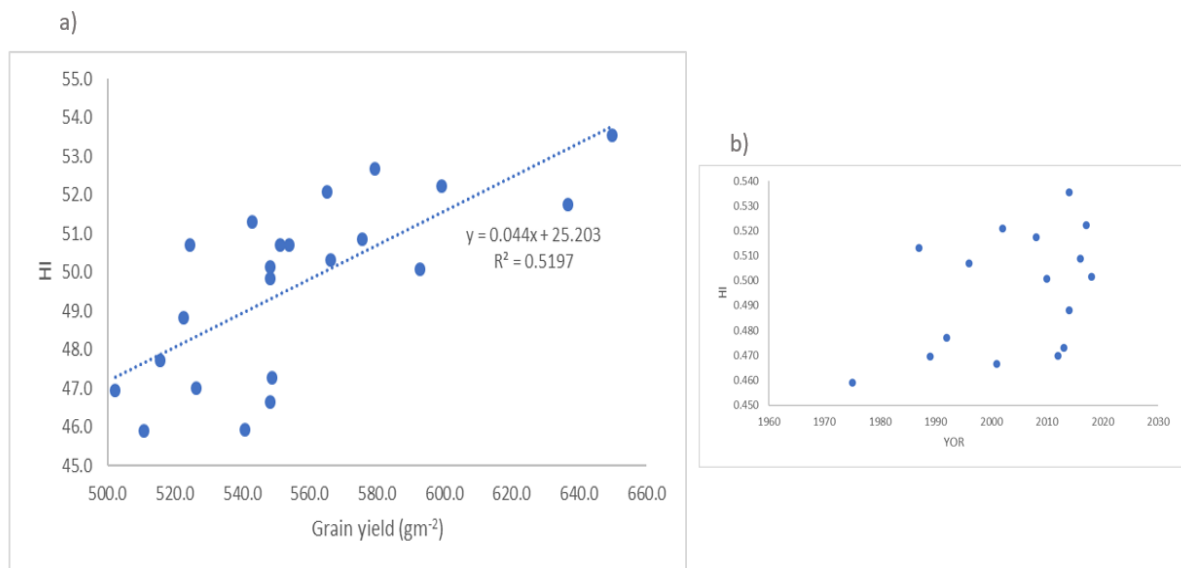 a)
55.0
54.0
53.0
52.0
51.0
50.0
49.0
48.0
47.0
46.0
45.0
HI
y = 0.044x + 25.203
R² = 0.5197
500.0 520.0 540.0 560.0 580.0 600.0 620.0 640.0 660.0
Grain yield (gm⁻²)
b)
0.540
0.530
0.520
0.510
0.500
0.490
0.480
0.470
0.460
0.450
HI
1960 1970 1980 1990 2000 2010 2020 2030
YOR